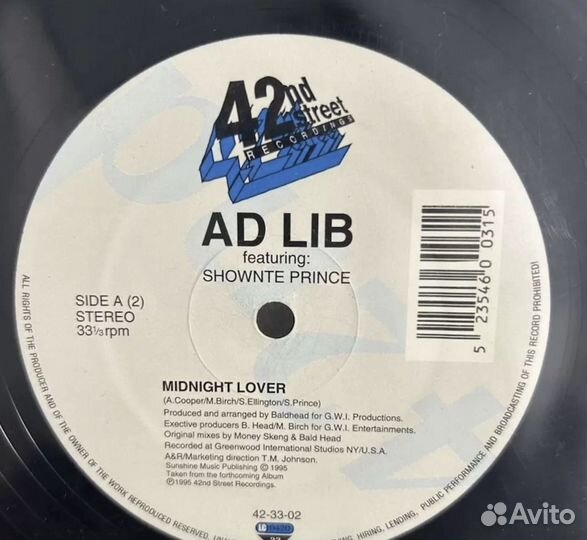 42nd
street
RECORDINGS
AD LIB
featuring:
SHOWNTE PRINCE
SIDE A (2)
STEREO
33⅓ rpm
5 23546 0 0315
MIDNIGHT LOVER
(A.Cooper/M.Birch/S.Ellington/S.Prince)
Produced and arranged by Baldhead for G.W.I. Productions.
Exective producers B. Head/M. Birch for G.W.I. Entertainments.
Original mixes by Money Skeng & Bald Head
Recorded at Greenwood International Studios NY/U.S.A.
A&R/Marketing direction T.M. Johnson.
Sunshine Music Publishing © 1995
Taken from the forthcoming Album
℗1995 42nd Street Recordings.
42-33-02
ALL RIGHTS OF THE PRODUCER AND OF THE OWNER OF THE WORK REPRODUCED RESERVED. HIRING, LENDING, PUBLIC PERFORMANCE AND BROADCASTING OF THIS RECORD PROHIBITED!
Avito